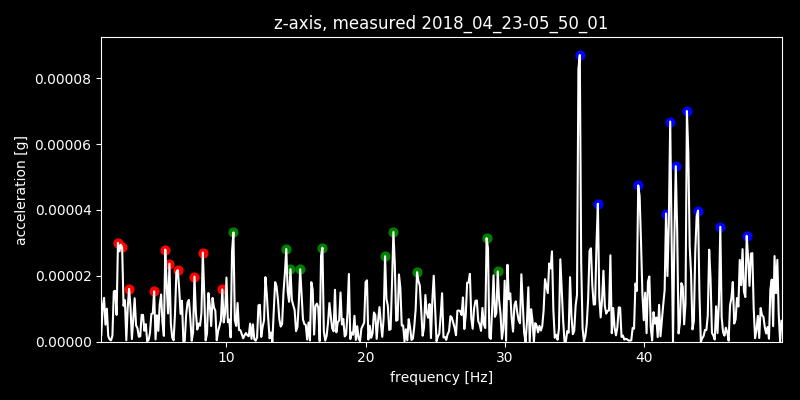 z-axis, measured 2018_04_23-05_50_01
acceleration [g]
0.00008
0.00006
0.00004
0.00002
0.00000
10 20 30 40
frequency [Hz]